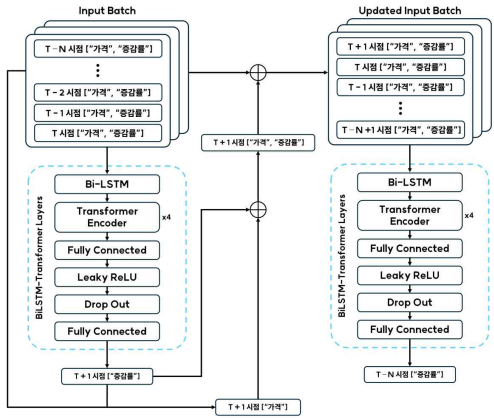 Input Batch
T-N 시점 ["가격", "증감률"]
T-2 시점 ["가격", "증감률"]
T-1 시점 ["가격", "증감률"]
T 시점 ["가격", "증감률"]
BiLSTM-Transformer Layers
Bi-LSTM
Transformer
Encoder
x4
Fully Connected
Leaky ReLU
Drop Out
Fully Connected
T+1 시점 ["증감률"]
T+1 시점 ["가격", "증감률"]
T+1 시점 ["가격"]
Updated Input Batch
T+1 시점 ["가격", "증감률"]
T 시점 ["가격", "증감률"]
T-1 시점 ["가격", "증감률"]
T-N+1 시점 ["가격", "증감률"]
BiLSTM-Transformer Layers
Bi-LSTM
Transformer
Encoder
x4
Fully Connected
Leaky ReLU
Drop Out
Fully Connected
T-N 시점 ["증감률"]